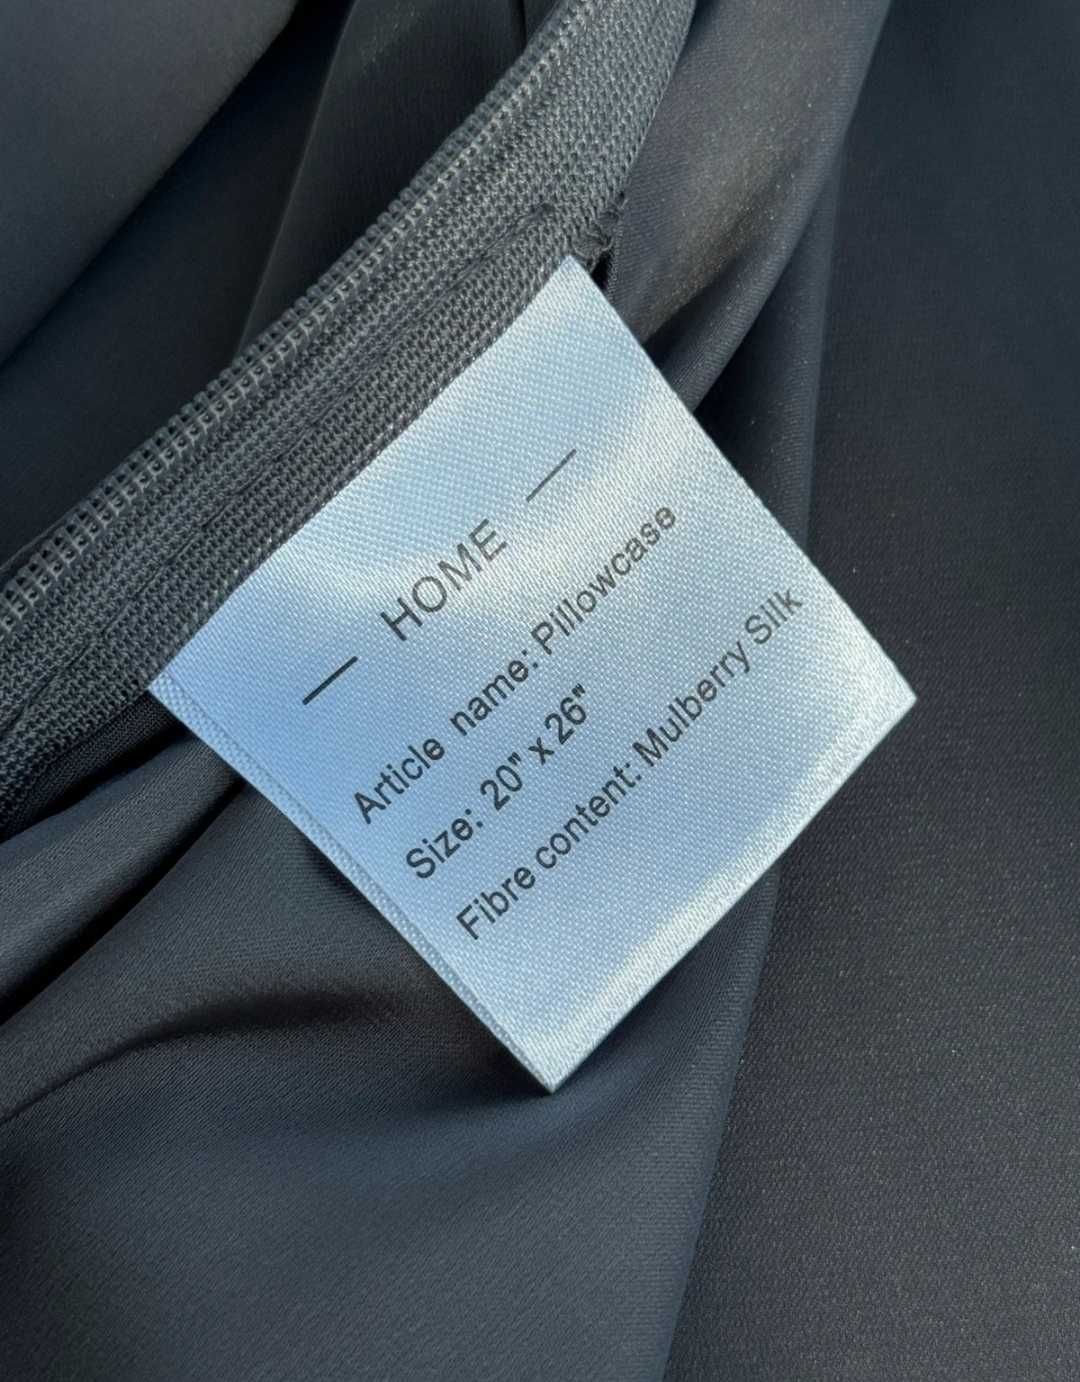 — HOME —
Article name: PIllowcase
Size: 20" x 26"
Fibre content: Mulberry Silk